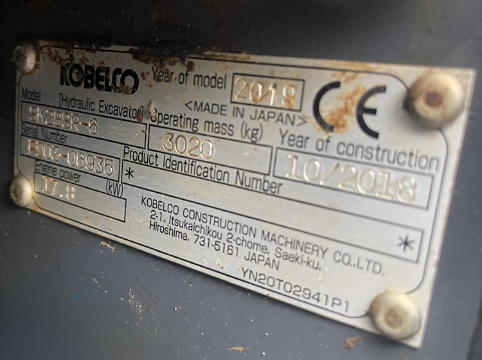 KOBELCO Year of model 2018
<MADE IN JAPAN> CE
Model [Hydraulic Excavator] Operating mass (kg) Year of construction
SK28SR-6 3020 10/2018
Serial Number Product Identification Number
06935 * *
Engine power
17.8 (kW)
KOBELCO CONSTRUCTION MACHINERY CO.,LTD.
2-1, Itsukaichikou 2-chome, Saeki-ku,
Hiroshima, 731-5161 JAPAN
YN20T02941P1